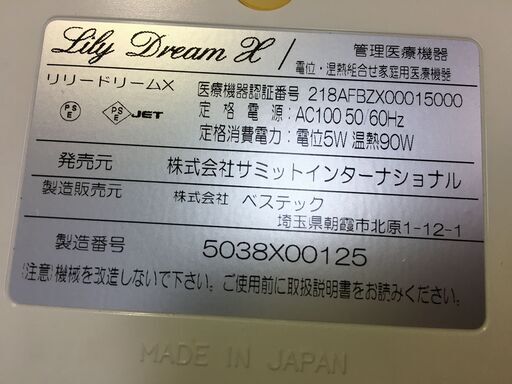 Lily Dream X
管理医療機器
電位・温熱組合せ家庭用医療機器
リリードリームX
医療機器認証番号 218AFBZX00015000
PSE PSE JET
定格電源:AC100 50/60Hz
定格消費電力:電位5W 温熱90W
発売元 株式会社サミットインターナショナル
製造販売元 株式会社 ベステック
埼玉県朝霞市北原1-12-1
製造番号 5038X00125
(注意)機械を改造しないで下さい。ご使用前に取扱説明書をお読みください。
MADE IN JAPAN